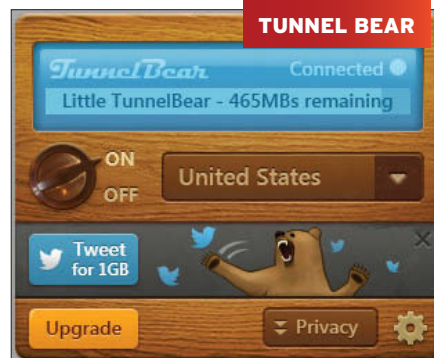 TUNNEL BEAR
TunnelBear Connected
Little TunnelBear - 465MBs remaining
ON
OFF
United States
Tweet
for 1GB
Upgrade
Privacy